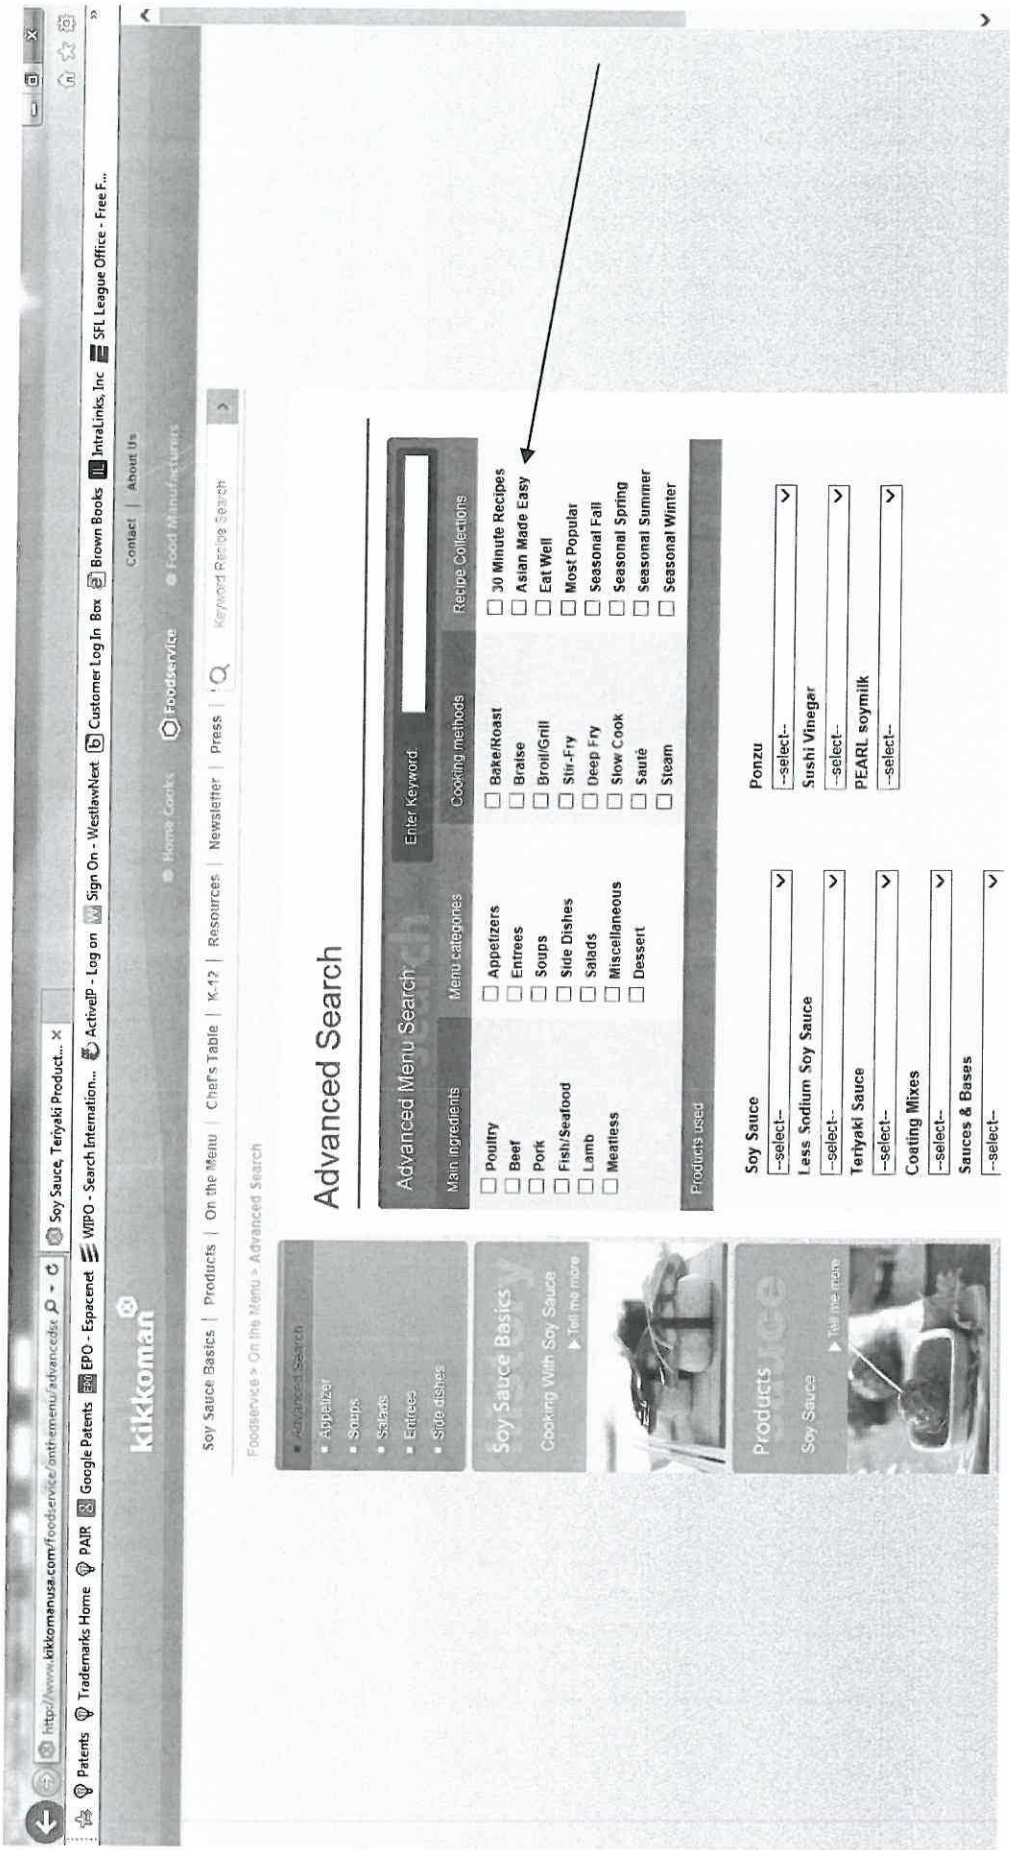 http://www.kikkomanusa.com/foodservice/onthemenu/advancedse
Soy Sauce, Teriyaki Product... ×
Patents Trademarks Home PAIR Google Patents EPO EPO - Espacenet WIPO - Search Internation... ActiveIP - Log on Sign On - WestlawNext Customer Log In Box Brown Books IL IntraLinks, Inc SFL League Office - Free F... »
Contact | About Us
kikkoman
Home Cooks Foodservice Food Manufacturers
Soy Sauce Basics | Products | On the Menu | Chef's Table | K-12 | Resources | Newsletter | Press | Keyword Recipe Search
Foodservice > On the Menu > Advanced Search
Advanced Search
Appetizer
Soups
Salads
Entrees
Side dishes
Soy Sauce Basics
Cooking With Soy Sauce
Tell me more
Products
Soy Sauce
Tell me more
Advanced Search
Advanced Menu Search:
Enter Keyword:
Main ingredients Menu categories Cooking methods Recipe Collections
Poultry Appetizers Bake/Roast 30 Minute Recipes
Beef Entrees Braise Asian Made Easy
Pork Soups Broil/Grill Eat Well
Fish/Seafood Side Dishes Stir-Fry Most Popular
Lamb Salads Deep Fry Seasonal Fall
Meatless Miscellaneous Slow Cook Seasonal Spring
Dessert Sauté Seasonal Summer
Steam Seasonal Winter
Products used
Soy Sauce Ponzu
--select-- --select--
Less Sodium Soy Sauce Sushi Vinegar
--select-- --select--
Teriyaki Sauce PEARL soymilk
--select-- --select--
Coating Mixes
--select--
Sauces & Bases
--select--